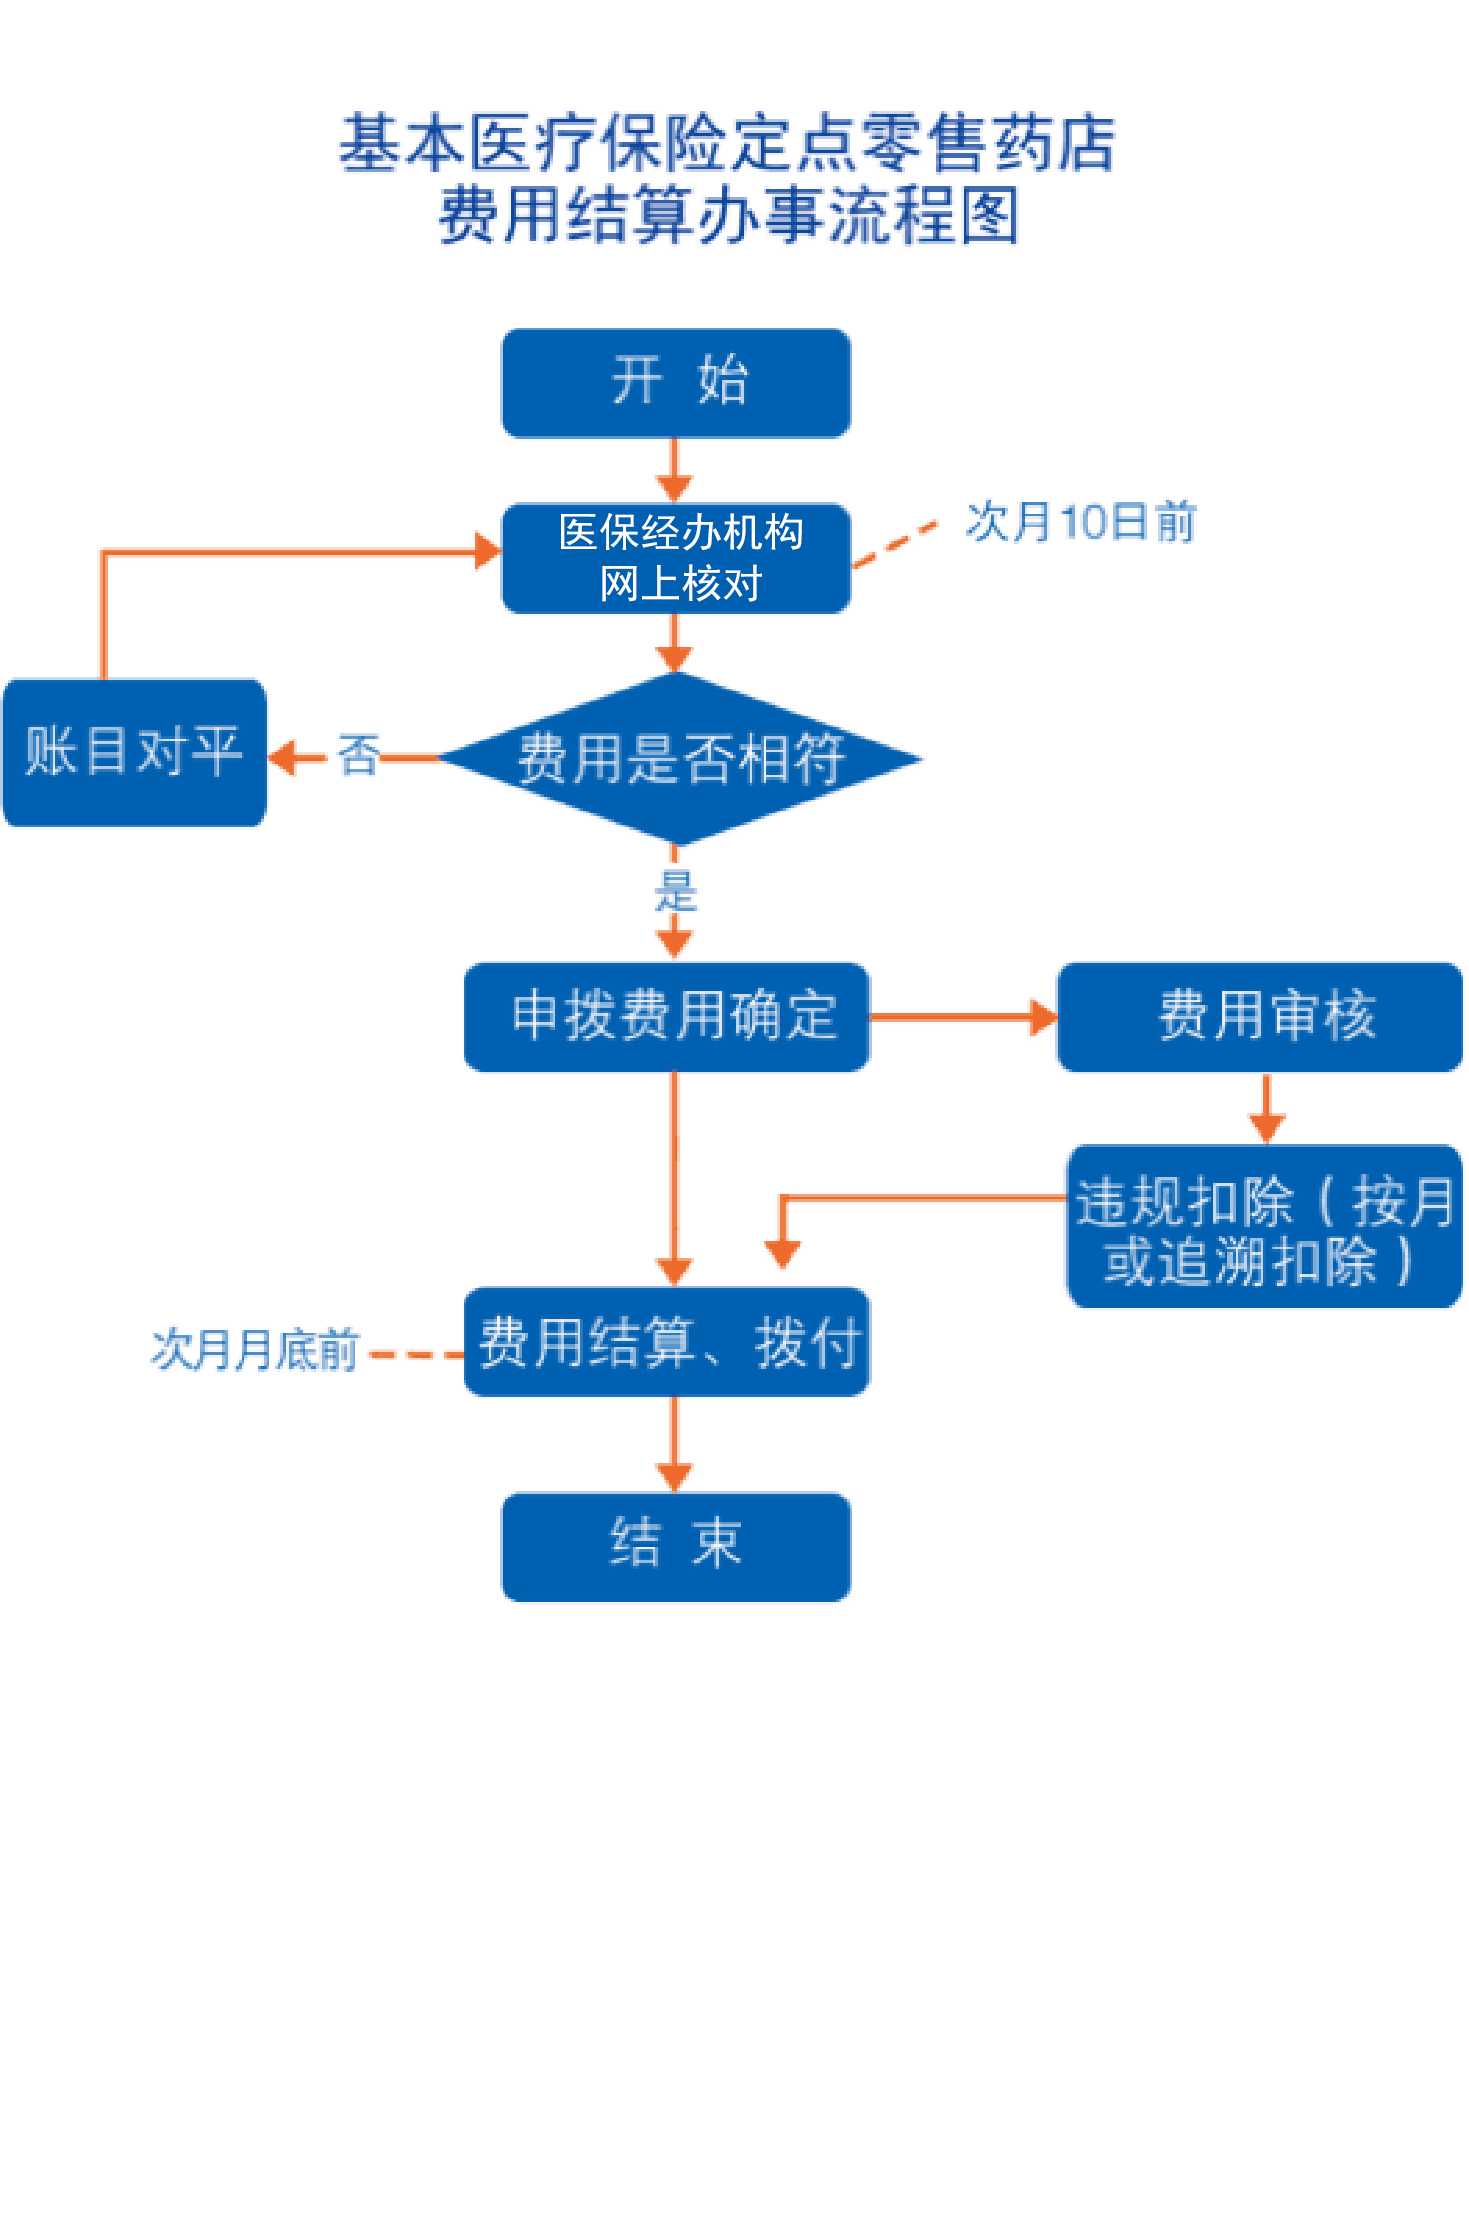 基本医疗保险定点零售药店
费用结算办事流程图
开 始
医保经办机构
网上核对
次月10日前
费用是否相符
否
账目对平
是
申拨费用确定
费用审核
违规扣除（按月
或追溯扣除）
费用结算、拨付
次月月底前
结 束